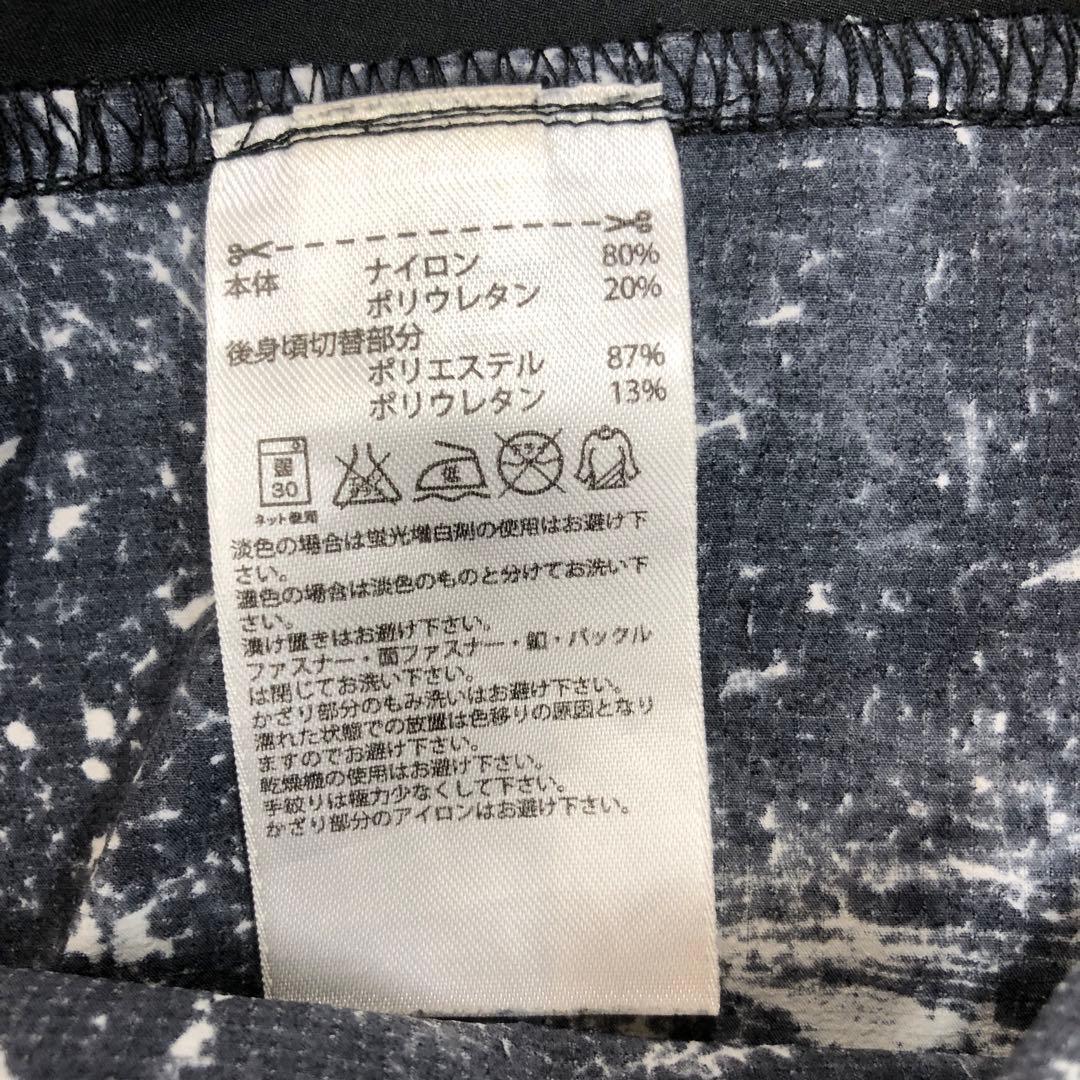 本体 ナイロン 80%
ポリウレタン 20%
後身頃切替部分
ポリエステル 87%
ポリウレタン 13%
弱
30
ネット使用
淡色の場合は蛍光増白剤の使用はお避け下
さい。
濃色の場合は淡色のものと分けてお洗い下
さい。
漬け置きはお避け下さい。
ファスナー・面ファスナー・釦・バックル
は閉じてお洗い下さい。
かざり部分のもみ洗いはお避け下さい。
濡れた状態での放置は色移りの原因となり
ますのでお避け下さい。
乾燥機の使用はお避け下さい。
手絞りは極力少なくして下さい。
かざり部分のアイロンはお避け下さい。